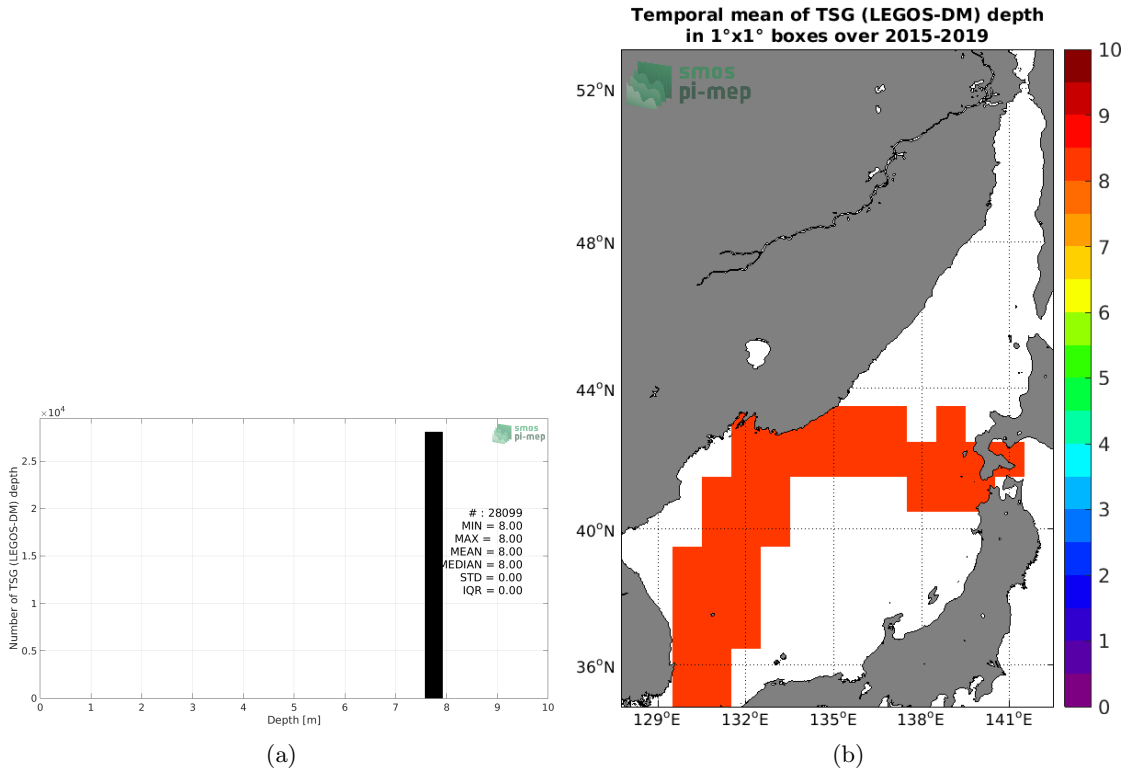 ×10⁴
2.5
2
1.5
1
0.5
0
Number of TSG (LEGOS-DM) depth
smos
pi-mep
# : 28099
MIN = 8.00
MAX = 8.00
MEAN = 8.00
MEDIAN = 8.00
STD = 0.00
IQR = 0.00
0 1 2 3 4 5 6 7 8 9 10
Depth [m]
(a)
Temporal mean of TSG (LEGOS-DM) depth
in 1°x1° boxes over 2015-2019
smos
pi-mep
52°N
48°N
44°N
40°N
36°N
129°E 132°E 135°E 138°E 141°E
10
9
8
7
6
5
4
3
2
1
0
(b)